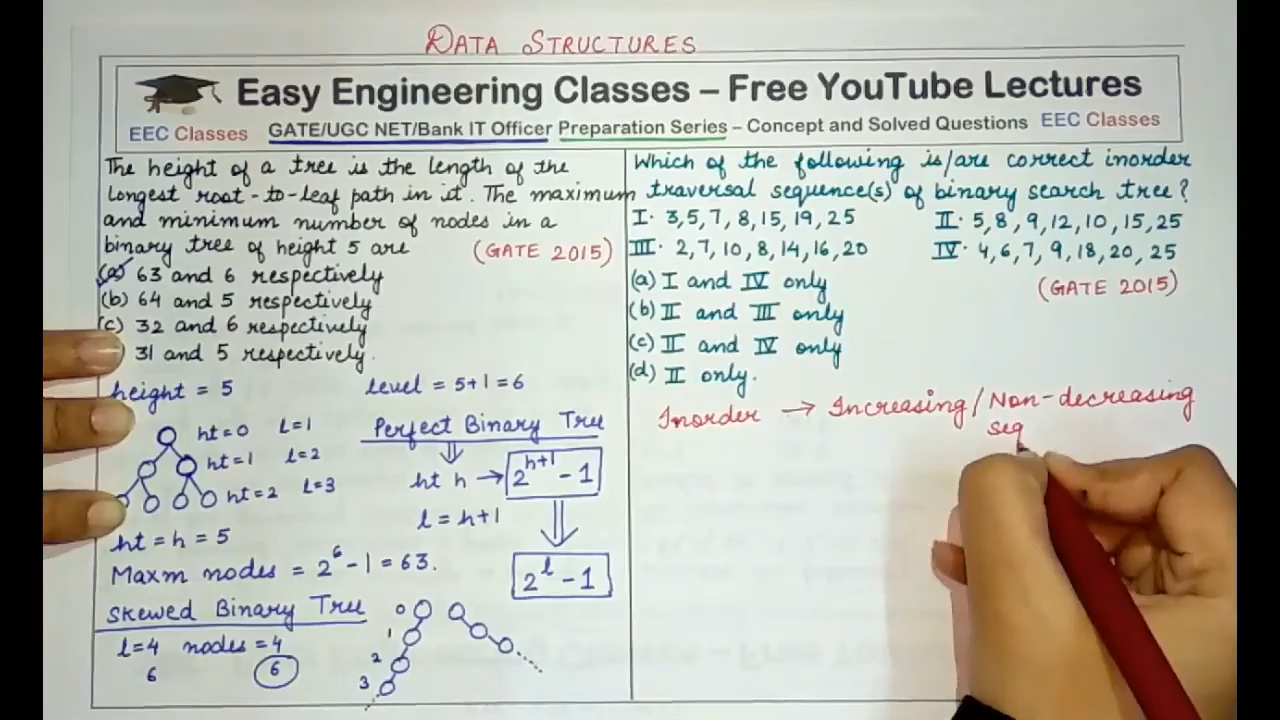 DATA STRUCTURES
Easy Engineering Classes – Free YouTube Lectures
EEC Classes GATE/UGC NET/Bank IT Officer Preparation Series – Concept and Solved Questions EEC Classes
The height of a tree is the length of the
longest root-to-leaf path in it. The maximum
and minimum number of nodes in a
binary tree of height 5 are
(GATE 2015)
(a) 63 and 6 respectively
(b) 64 and 5 respectively
(c) 32 and 6 respectively
) 31 and 5 respectively.
height = 5 level = 5+1 = 6
ht=0 L=1
ht=1 l=2
ht=2 l=3
Perfect Binary Tree
ht h → 2^(h+1) - 1
l = h+1
2^l - 1
ht = h = 5
Maxm nodes = 2^6 - 1 = 63.
Skewed Binary Tree
l=4 nodes = 4
6 6
0
1
2
3
Which of the following is/are correct inorder
traversal sequence(s) of binary search tree?
I. 3, 5, 7, 8, 15, 19, 25 II. 5, 8, 9, 12, 10, 15, 25
III. 2, 7, 10, 8, 14, 16, 20 IV. 4, 6, 7, 9, 18, 20, 25
(a) I and IV only
(GATE 2015)
(b) II and III only
(c) II and IV only
(d) II only.
Inorder → Increasing/Non-decreasing
seq